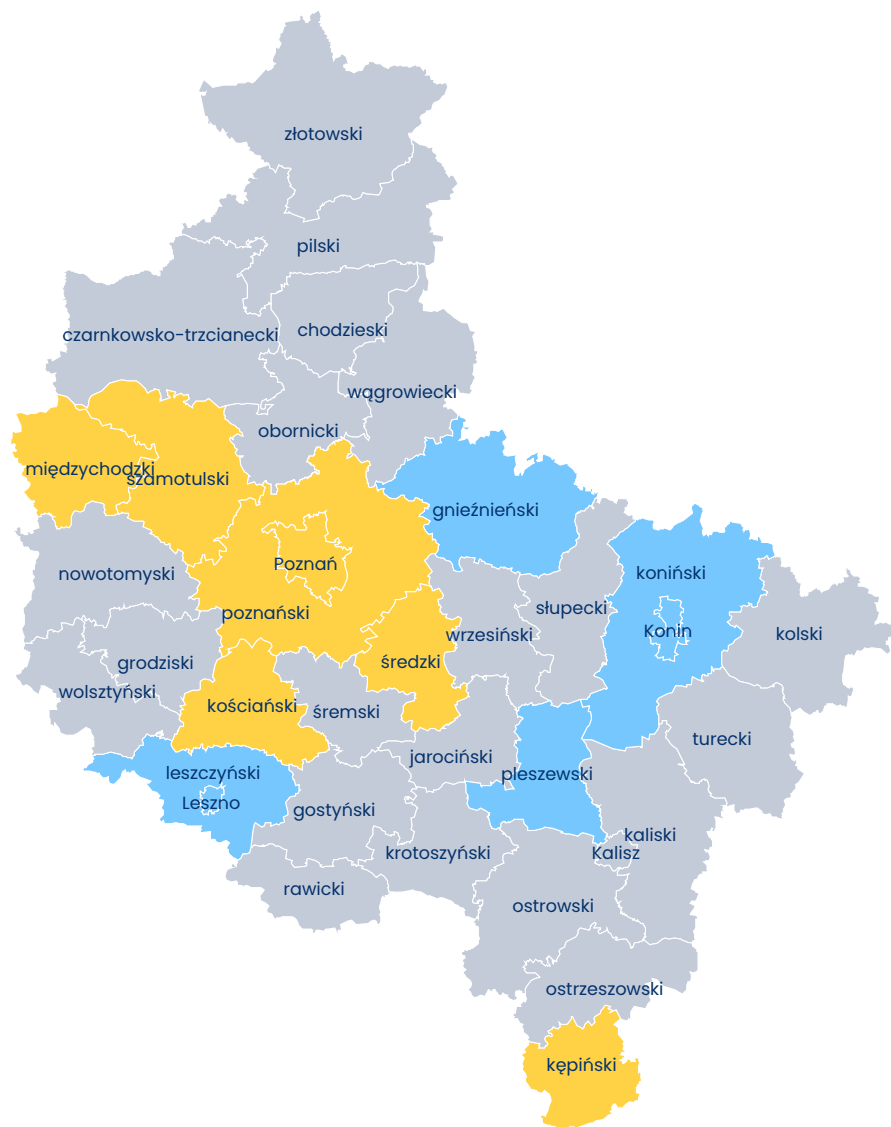 złotowski
pilski
czarnkowsko-trzcianecki
chodzieski
wągrowiecki
obornicki
międzychodzki
szamotulski
gnieźnieński
Poznań
nowotomyski
koniński
poznański
słupecki
wrzesiński
Konin
kolski
grodziski
średzki
wolsztyński
kościański
śremski
turecki
jarociński
leszczyński
pleszewski
Leszno
gostyński
kaliski
krotoszyński
Kalisz
rawicki
ostrowski
ostrzeszowski
kępiński